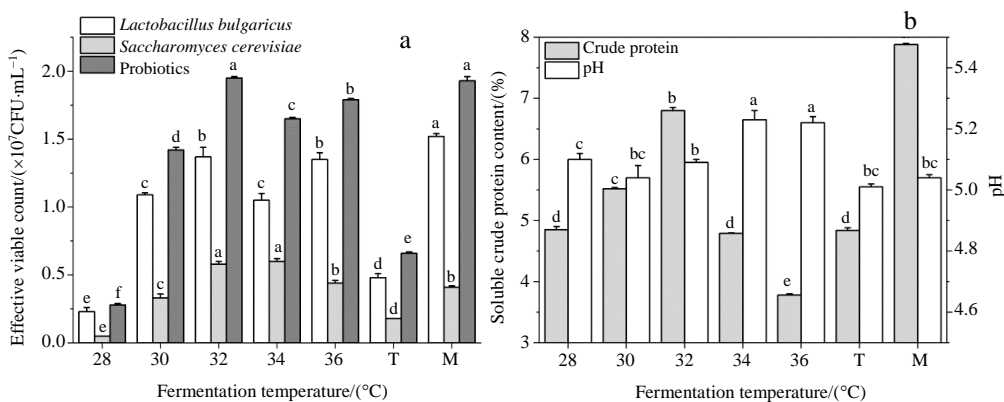 Lactobacillus bulgaricus
Saccharomyces cerevisiae
Probiotics
a
Effective viable count/(×10⁷CFU·mL⁻¹)
2.0
1.5
1.0
0.5
0.0
e e f
c c d
b a a
c a c
b b b
d d e
a b a
28 30 32 34 36 T M
Fermentation temperature/(°C)
b
Crude protein
pH
Soluble crude protein content/(%)
8
7
6
5
4
3
d c
c bc
b b
d a
e a
d bc
a bc
5.4
5.2
5.0
4.8
4.6
pH
28 30 32 34 36 T M
Fermentation temperature/(°C)